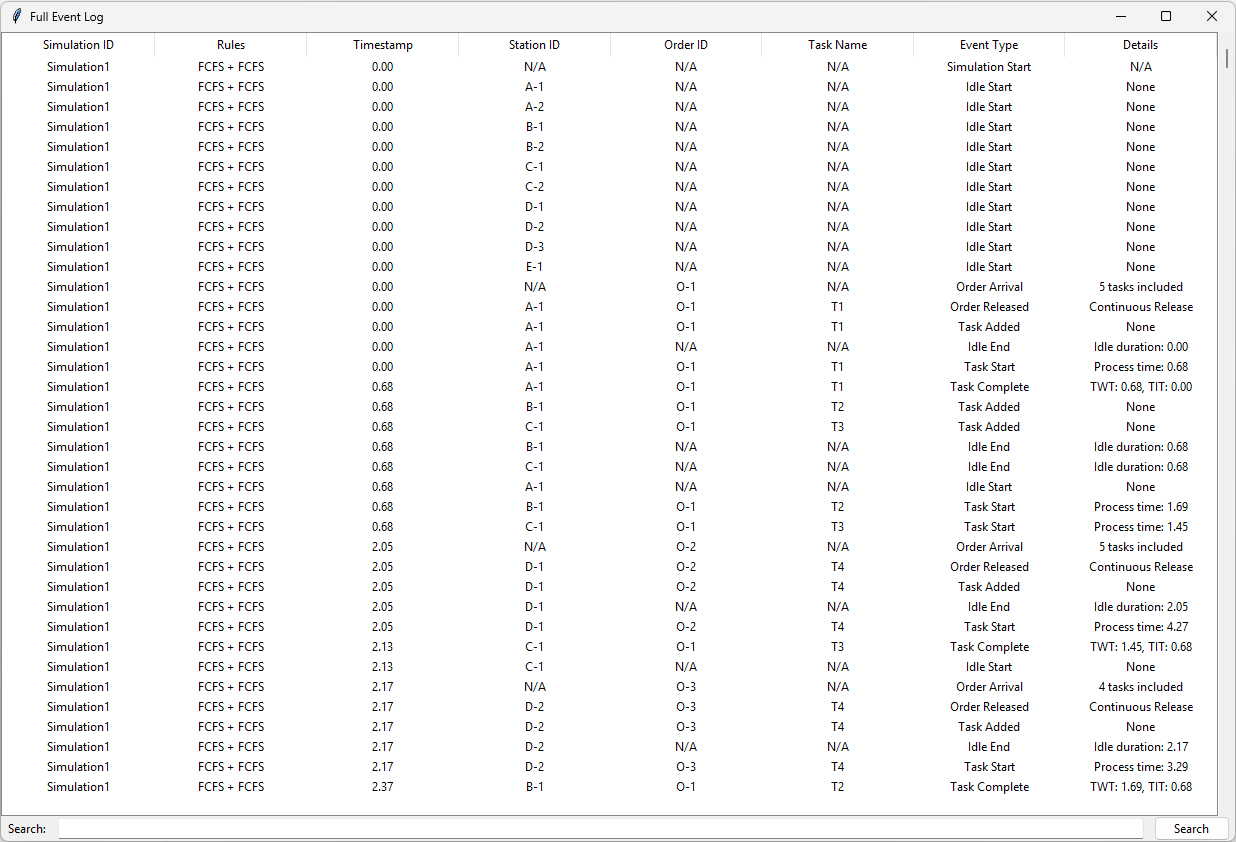 Full Event Log
Simulation ID Rules Timestamp Station ID Order ID Task Name Event Type Details
Simulation1 FCFS + FCFS 0.00 N/A N/A N/A Simulation Start N/A
Simulation1 FCFS + FCFS 0.00 A-1 N/A N/A Idle Start None
Simulation1 FCFS + FCFS 0.00 A-2 N/A N/A Idle Start None
Simulation1 FCFS + FCFS 0.00 B-1 N/A N/A Idle Start None
Simulation1 FCFS + FCFS 0.00 B-2 N/A N/A Idle Start None
Simulation1 FCFS + FCFS 0.00 C-1 N/A N/A Idle Start None
Simulation1 FCFS + FCFS 0.00 C-2 N/A N/A Idle Start None
Simulation1 FCFS + FCFS 0.00 D-1 N/A N/A Idle Start None
Simulation1 FCFS + FCFS 0.00 D-2 N/A N/A Idle Start None
Simulation1 FCFS + FCFS 0.00 D-3 N/A N/A Idle Start None
Simulation1 FCFS + FCFS 0.00 E-1 N/A N/A Idle Start None
Simulation1 FCFS + FCFS 0.00 N/A O-1 N/A Order Arrival 5 tasks included
Simulation1 FCFS + FCFS 0.00 A-1 O-1 T1 Order Released Continuous Release
Simulation1 FCFS + FCFS 0.00 A-1 O-1 T1 Task Added None
Simulation1 FCFS + FCFS 0.00 A-1 N/A N/A Idle End Idle duration: 0.00
Simulation1 FCFS + FCFS 0.00 A-1 O-1 T1 Task Start Process time: 0.68
Simulation1 FCFS + FCFS 0.68 A-1 O-1 T1 Task Complete TWT: 0.68, TIT: 0.00
Simulation1 FCFS + FCFS 0.68 B-1 O-1 T2 Task Added None
Simulation1 FCFS + FCFS 0.68 C-1 O-1 T3 Task Added None
Simulation1 FCFS + FCFS 0.68 B-1 N/A N/A Idle End Idle duration: 0.68
Simulation1 FCFS + FCFS 0.68 C-1 N/A N/A Idle End Idle duration: 0.68
Simulation1 FCFS + FCFS 0.68 A-1 N/A N/A Idle Start None
Simulation1 FCFS + FCFS 0.68 B-1 O-1 T2 Task Start Process time: 1.69
Simulation1 FCFS + FCFS 0.68 C-1 O-1 T3 Task Start Process time: 1.45
Simulation1 FCFS + FCFS 2.05 N/A O-2 N/A Order Arrival 5 tasks included
Simulation1 FCFS + FCFS 2.05 D-1 O-2 T4 Order Released Continuous Release
Simulation1 FCFS + FCFS 2.05 D-1 O-2 T4 Task Added None
Simulation1 FCFS + FCFS 2.05 D-1 N/A N/A Idle End Idle duration: 2.05
Simulation1 FCFS + FCFS 2.05 D-1 O-2 T4 Task Start Process time: 4.27
Simulation1 FCFS + FCFS 2.13 C-1 O-1 T3 Task Complete TWT: 1.45, TIT: 0.68
Simulation1 FCFS + FCFS 2.13 C-1 N/A N/A Idle Start None
Simulation1 FCFS + FCFS 2.17 N/A O-3 N/A Order Arrival 4 tasks included
Simulation1 FCFS + FCFS 2.17 D-2 O-3 T4 Order Released Continuous Release
Simulation1 FCFS + FCFS 2.17 D-2 O-3 T4 Task Added None
Simulation1 FCFS + FCFS 2.17 D-2 N/A N/A Idle End Idle duration: 2.17
Simulation1 FCFS + FCFS 2.17 D-2 O-3 T4 Task Start Process time: 3.29
Simulation1 FCFS + FCFS 2.37 B-1 O-1 T2 Task Complete TWT: 1.69, TIT: 0.68
Search: Search